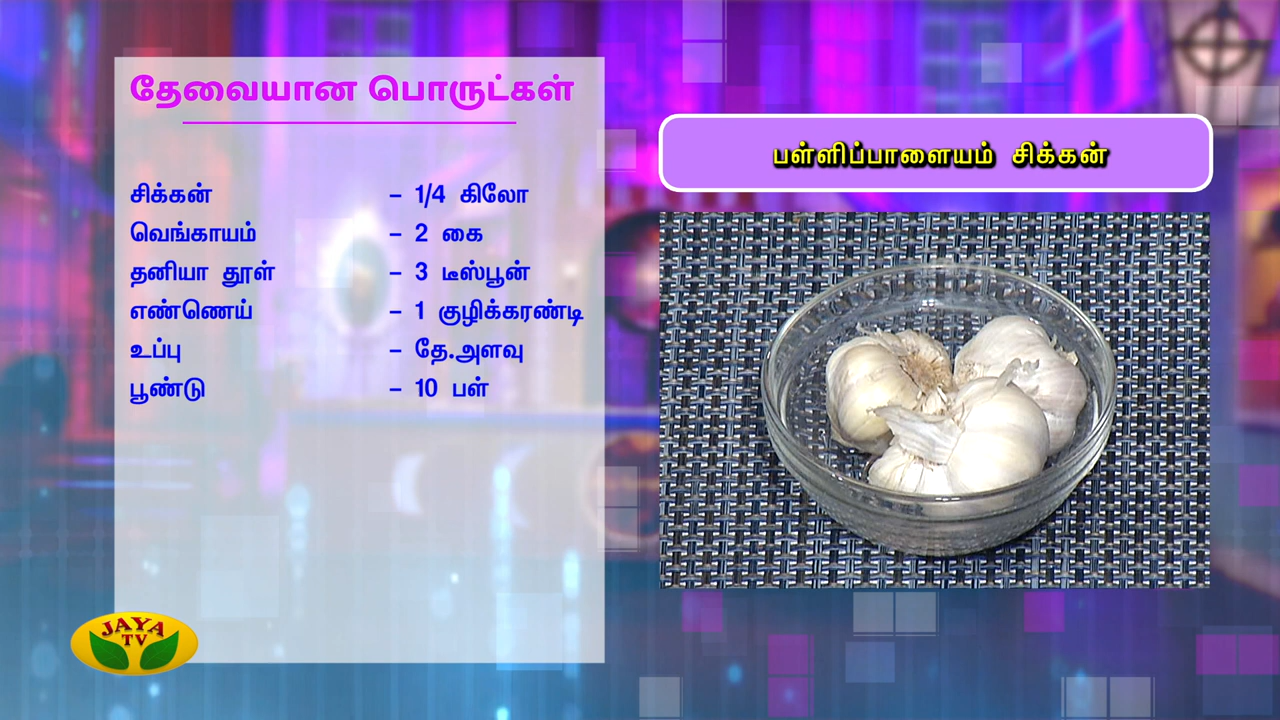 தேவையான பொருட்கள்
சிக்கன் - 1/4 கிலோ
வெங்காயம் - 2 கை
தனியா தூள் - 3 டீஸ்பூன்
எண்ணெய் - 1 குழிக்கரண்டி
உப்பு - தே.அளவு
பூண்டு - 10 பள்
பள்ளிப்பாளையம் சிக்கன்
JAYA
TV